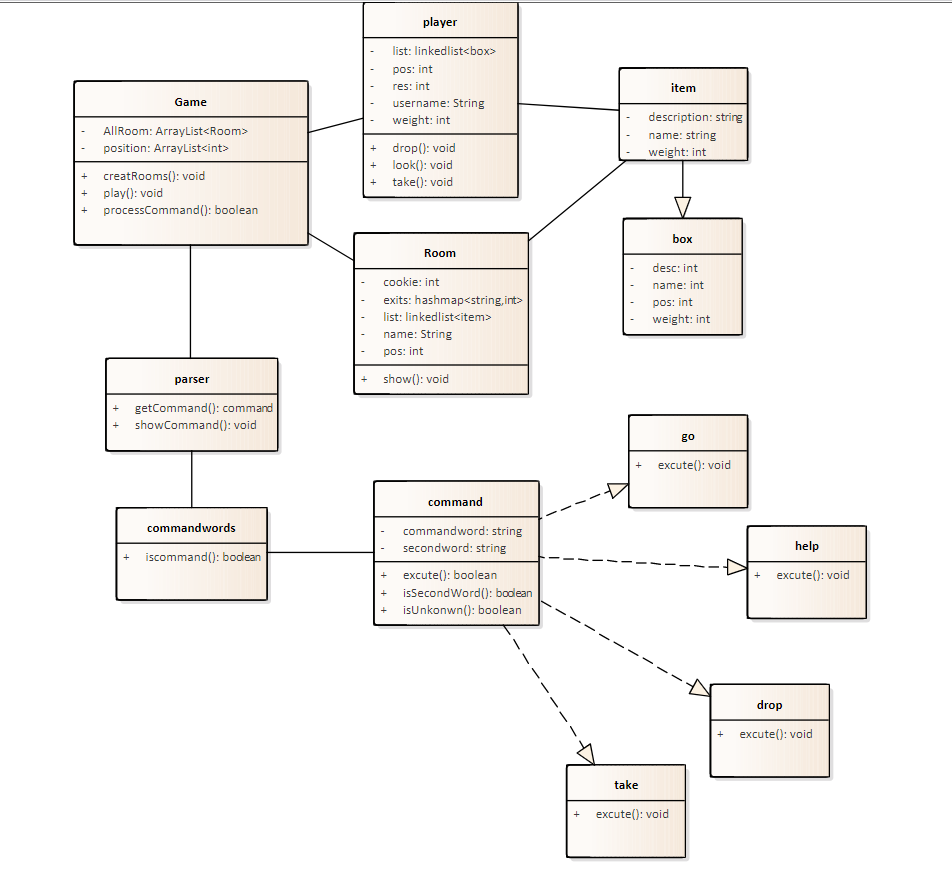 player
- list: linkedlist<box>
- pos: int
- res: int
- username: String
- weight: int
+ drop(): void
+ look(): void
+ take(): void
Game
- AllRoom: ArrayList<Room>
- position: ArrayList<int>
+ creatRooms(): void
+ play(): void
+ processCommand(): boolean
item
- description: string
- name: string
- weight: int
box
- desc: int
- name: int
- pos: int
- weight: int
Room
- cookie: int
- exits: hashmap<string,int>
- list: linkedlist<item>
- name: String
- pos: int
+ show(): void
parser
+ getCommand(): command
+ showCommand(): void
commandwords
+ iscommand(): boolean
command
- commandword: string
- secondword: string
+ excute(): boolean
+ isSecondWord(): boolean
+ isUnkonwn(): boolean
go
+ excute(): void
help
+ excute(): void
drop
+ excute(): void
take
+ excute(): void